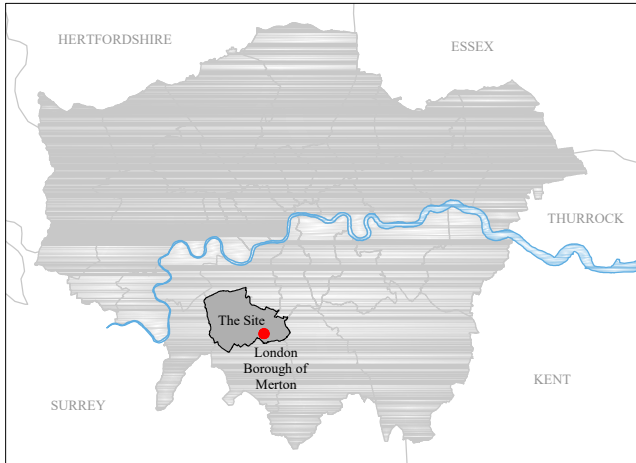 HERTFORDSHIRE
ESSEX
THURROCK
The Site
London
Borough of
Merton
KENT
SURREY